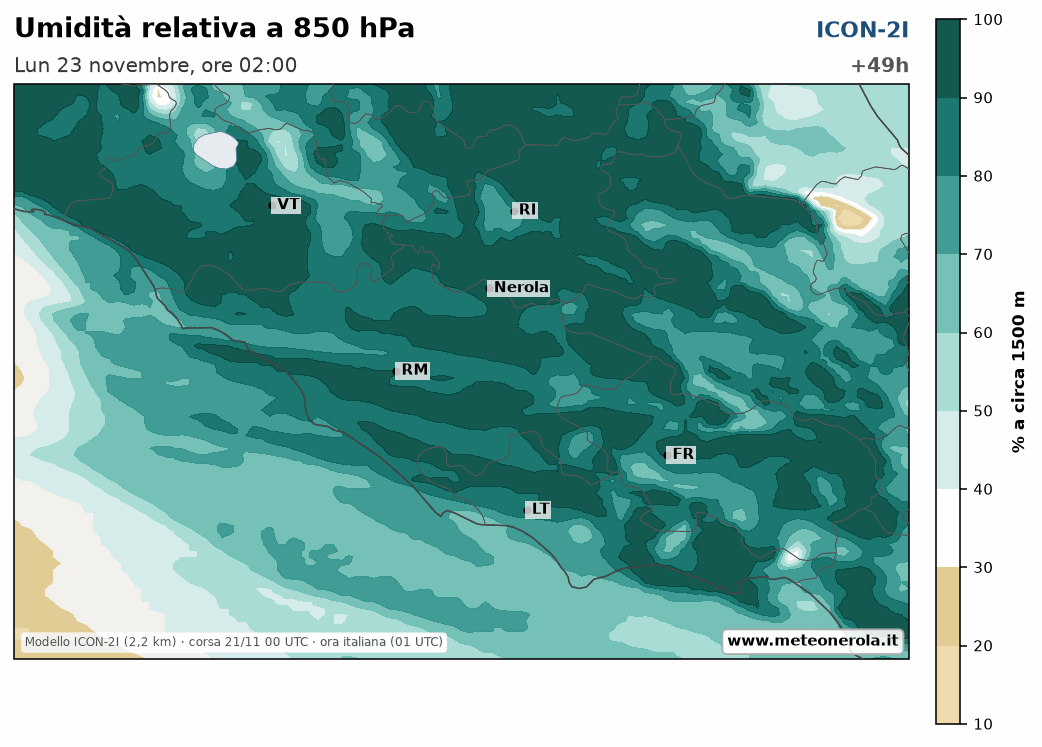 Umidità relativa a 850 hPa
ICON-2I
Lun 23 novembre, ore 02:00
+49h
100
90
80
70
60
50
40
30
20
10
% a circa 1500 m
VT
RI
Nerola
RM
FR
LT
Modello ICON-2I (2,2 km) · corsa 21/11 00 UTC · ora italiana (01 UTC)
www.meteonerola.it